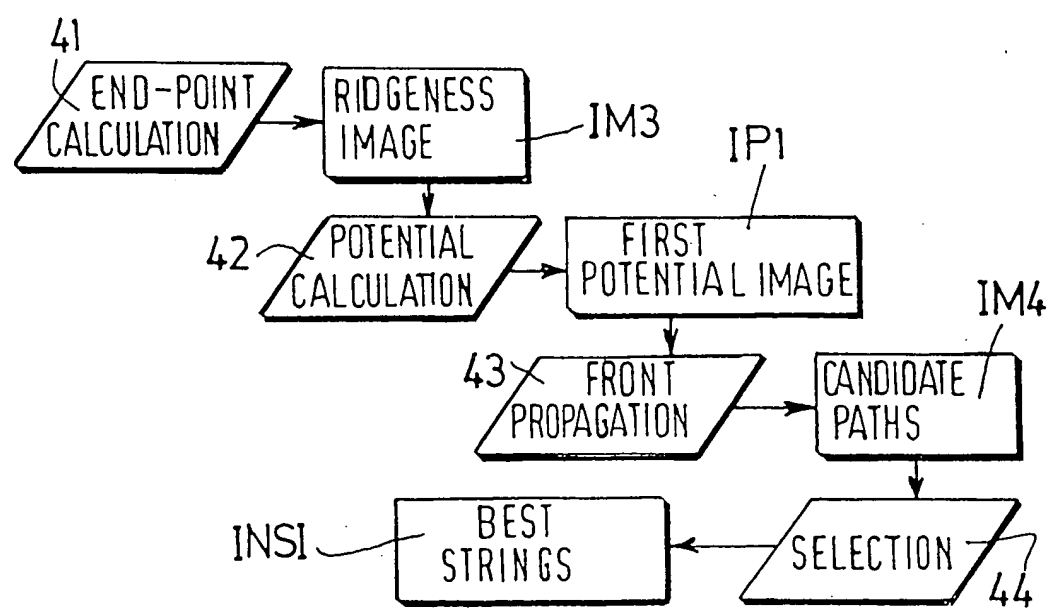 41
END-POINT
CALCULATION
RIDGENESS
IMAGE
IM3
IP1
42
POTENTIAL
CALCULATION
FIRST
POTENTIAL IMAGE
IM4
43
FRONT
PROPAGATION
CANDIDATE
PATHS
INSI
BEST
STRINGS
SELECTION
44